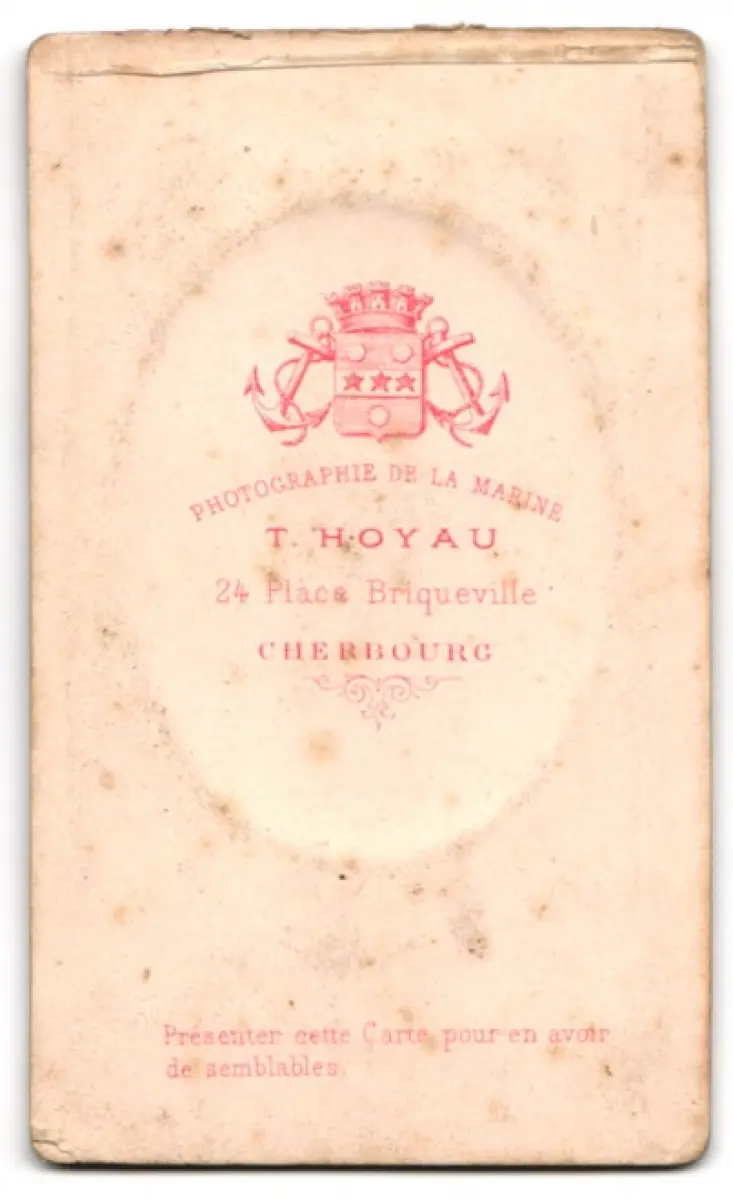 PHOTOGRAPHIE DE LA MARINE
T. HOYAU
24 Place Briqueville
CHERBOURG
Présenter cette Carte pour en avoir
de semblables.